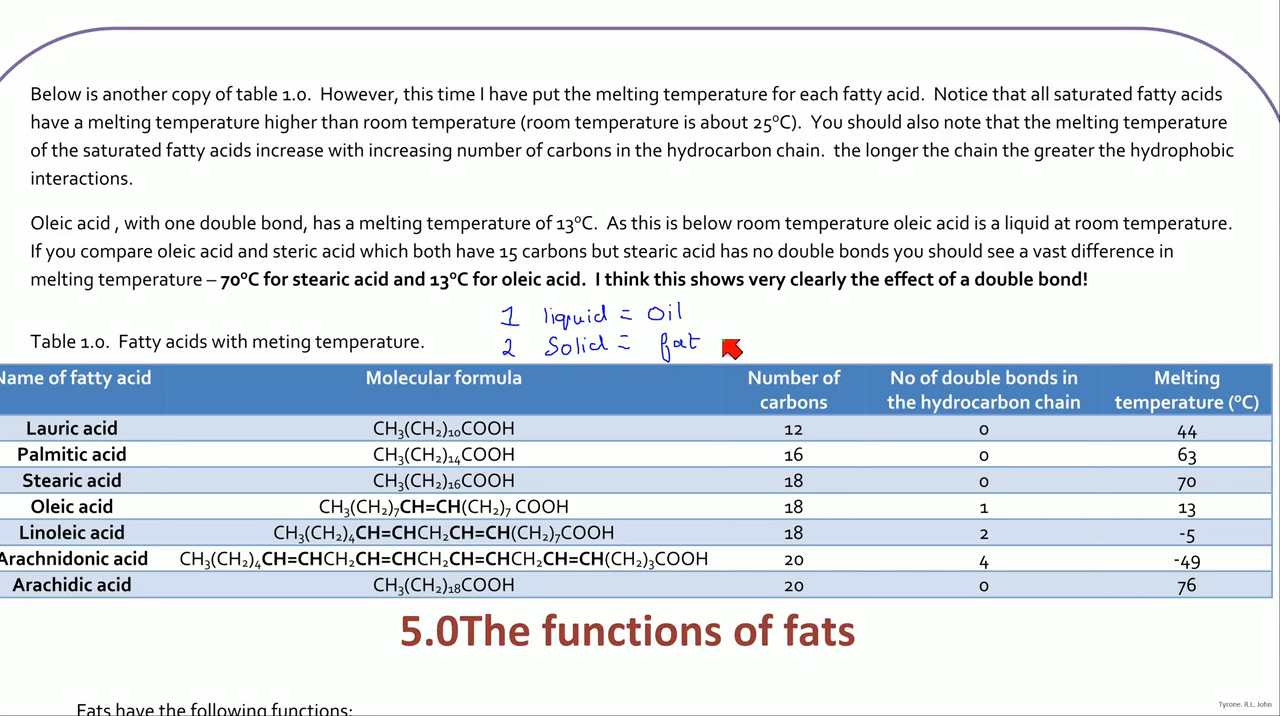 Below is another copy of table 1.0. However, this time I have put the melting temperature for each fatty acid. Notice that all saturated fatty acids
have a melting temperature higher than room temperature (room temperature is about 25⁰C). You should also note that the melting temperature
of the saturated fatty acids increase with increasing number of carbons in the hydrocarbon chain. the longer the chain the greater the hydrophobic
interactions.
Oleic acid , with one double bond, has a melting temperature of 13⁰C. As this is below room temperature oleic acid is a liquid at room temperature.
If you compare oleic acid and steric acid which both have 15 carbons but stearic acid has no double bonds you should see a vast difference in
melting temperature – 70⁰C for stearic acid and 13⁰C for oleic acid. I think this shows very clearly the effect of a double bond!
1 liquid = Oil
Table 1.0. Fatty acids with meting temperature.
2 Solid = fat
Name of fatty acid Molecular formula Number of carbons No of double bonds in the hydrocarbon chain Melting temperature (⁰C)
Lauric acid CH₃(CH₂)₁₀COOH 12 0 44
Palmitic acid CH₃(CH₂)₁₄COOH 16 0 63
Stearic acid CH₃(CH₂)₁₆COOH 18 0 70
Oleic acid CH₃(CH₂)₇CH=CH(CH₂)₇ COOH 18 1 13
Linoleic acid CH₃(CH₂)₄CH=CHCH₂CH=CH(CH₂)₇COOH 18 2 -5
Arachnidonic acid CH₃(CH₂)₄CH=CHCH₂CH=CHCH₂CH=CHCH₂CH=CH(CH₂)₃COOH 20 4 -49
Arachidic acid CH₃(CH₂)₁₈COOH 20 0 76
5.0The functions of fats
Fats have the following functions:
Tyrone. R.L. John